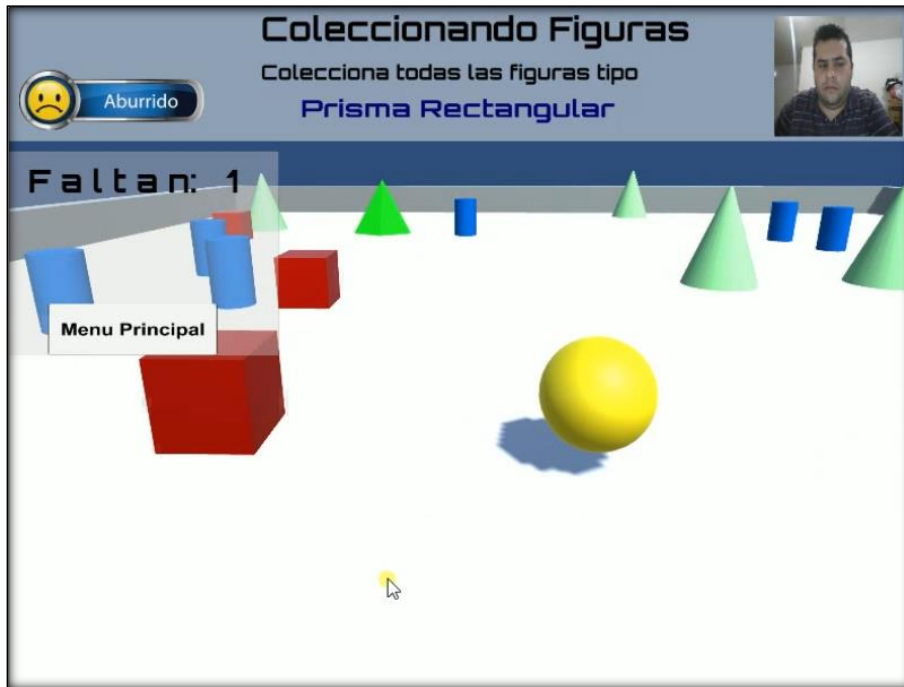 Coleccionando Figuras
Colecciona todas las figuras tipo
Prisma Rectangular
Aburrido
Faltan: 1
Menu Principal